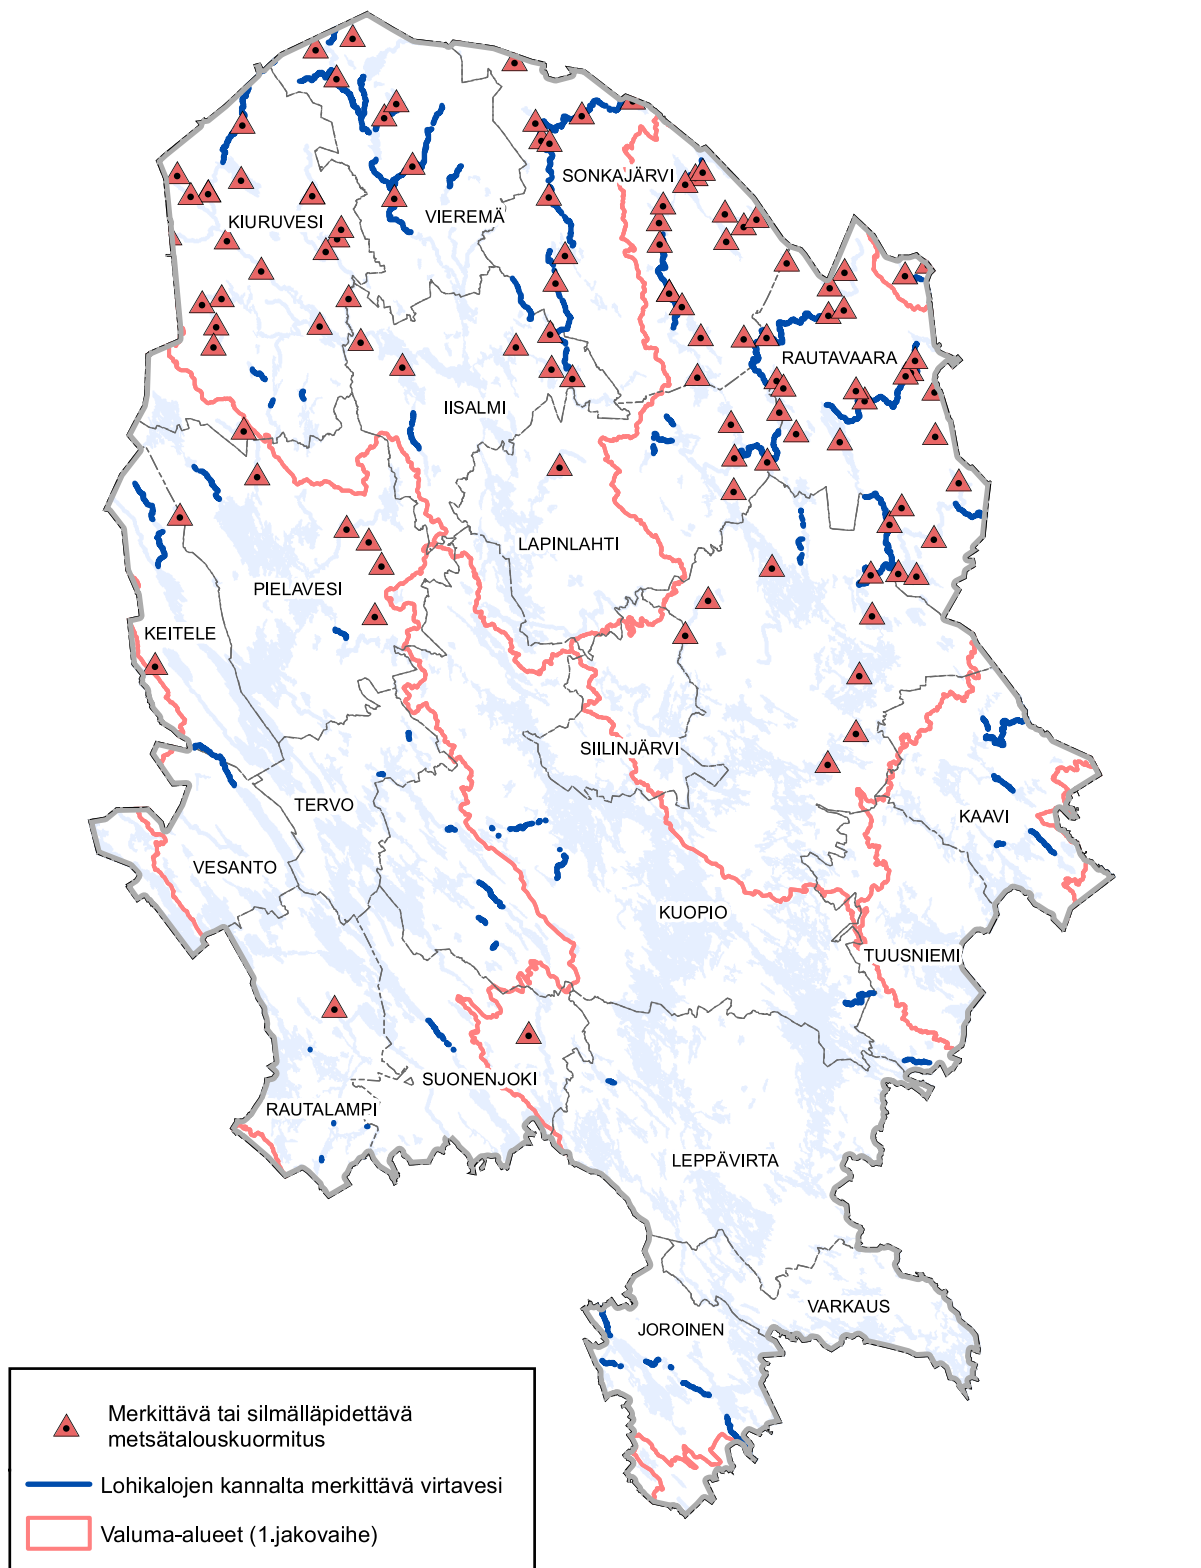 SONKAJÄRVI
VIEREMÄ
KIURUVESI
RAUTAVAARA
IISALMI
LAPINLAHTI
PIELAVESI
KEITELE
SIILINJÄRVI
TERVO
KAAVI
VESANTO
KUOPIO
TUUSNIEMI
SUONENJOKI
RAUTALAMPI
LEPPÄVIRTA
VARKAUS
JOROINEN
Merkittävä tai silmälläpidettävä
metsätalouskuormitus
Lohikalojen kannalta merkittävä virtavesi
Valuma-alueet (1.jakovaihe)